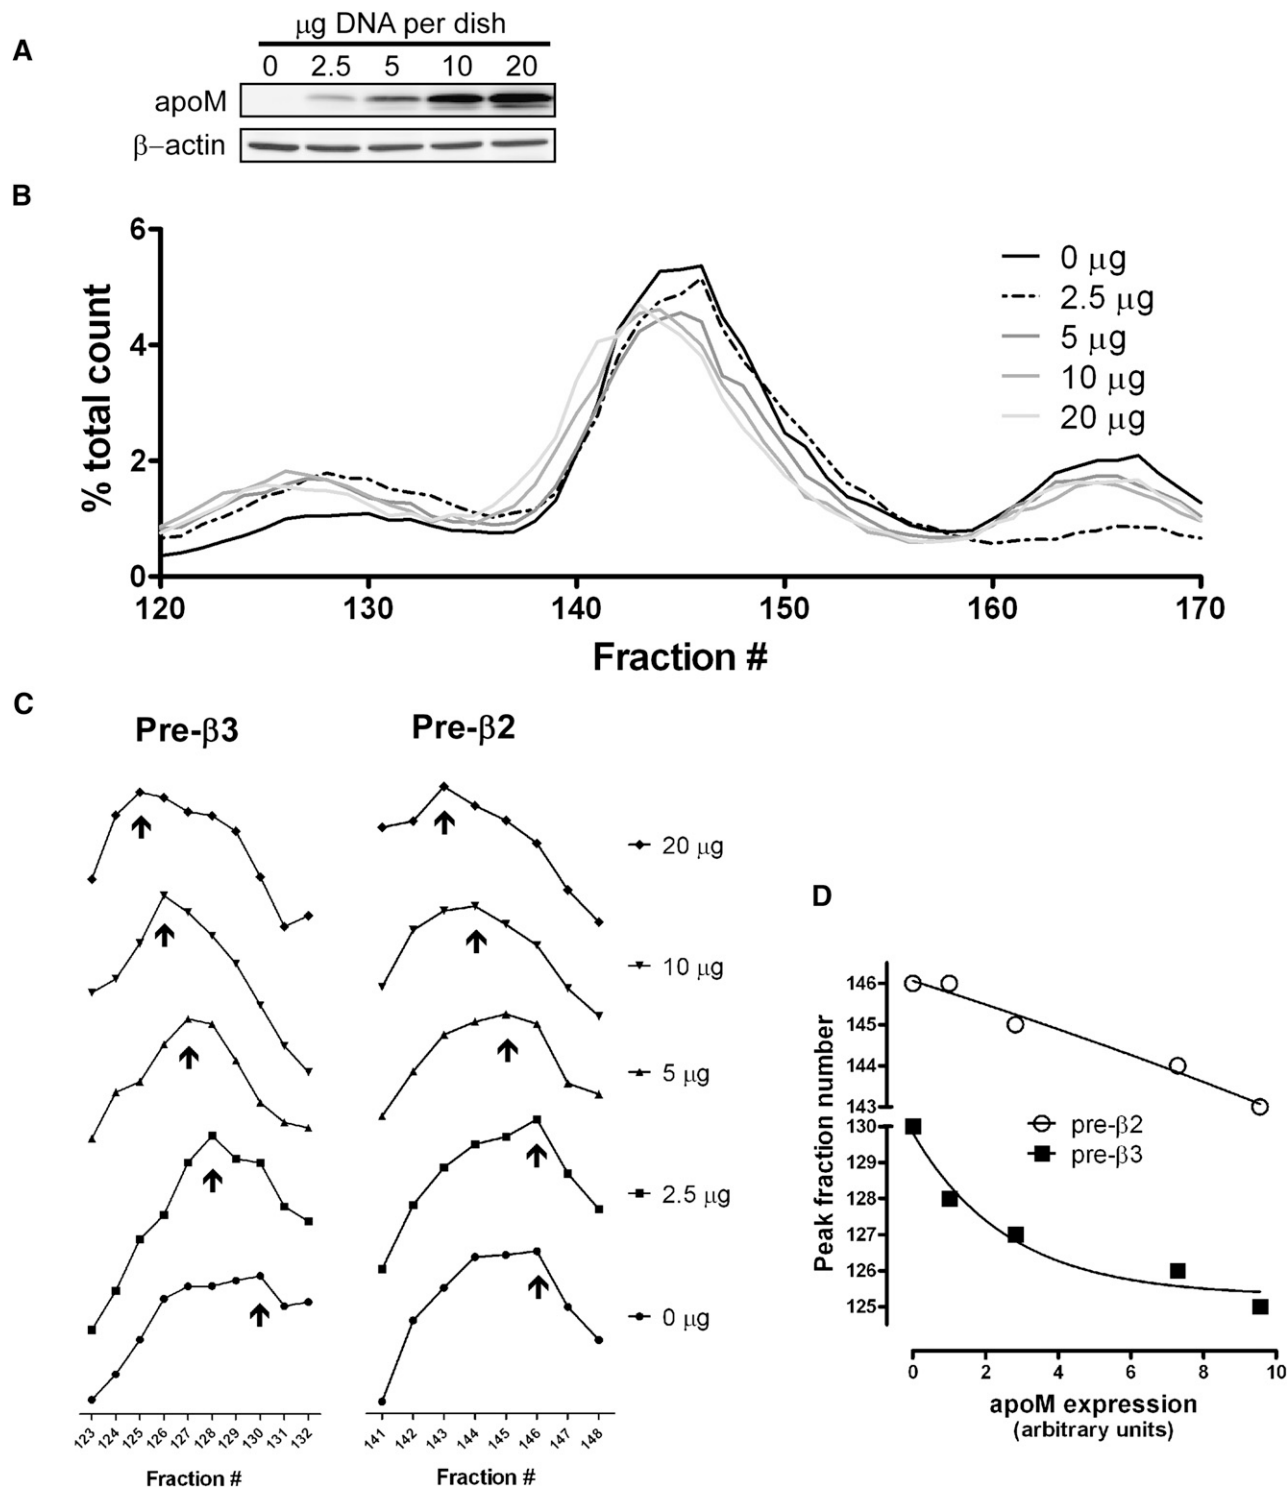 A
μg DNA per dish
0 2.5 5 10 20
apoM
β–actin
B
6
4
2
0
% total count
0 μg
2.5 μg
5 μg
10 μg
20 μg
120 130 140 150 160 170
Fraction #
C
Pre-β3 Pre-β2
20 μg
10 μg
5 μg
2.5 μg
0 μg
123 124 125 126 127 128 129 130 131 132
141 142 143 144 145 146 147 148
Fraction # Fraction #
D
Peak fraction number
146
145
144
143
130
129
128
127
126
125
pre-β2
pre-β3
0 2 4 6 8 10
apoM expression
(arbitrary units)